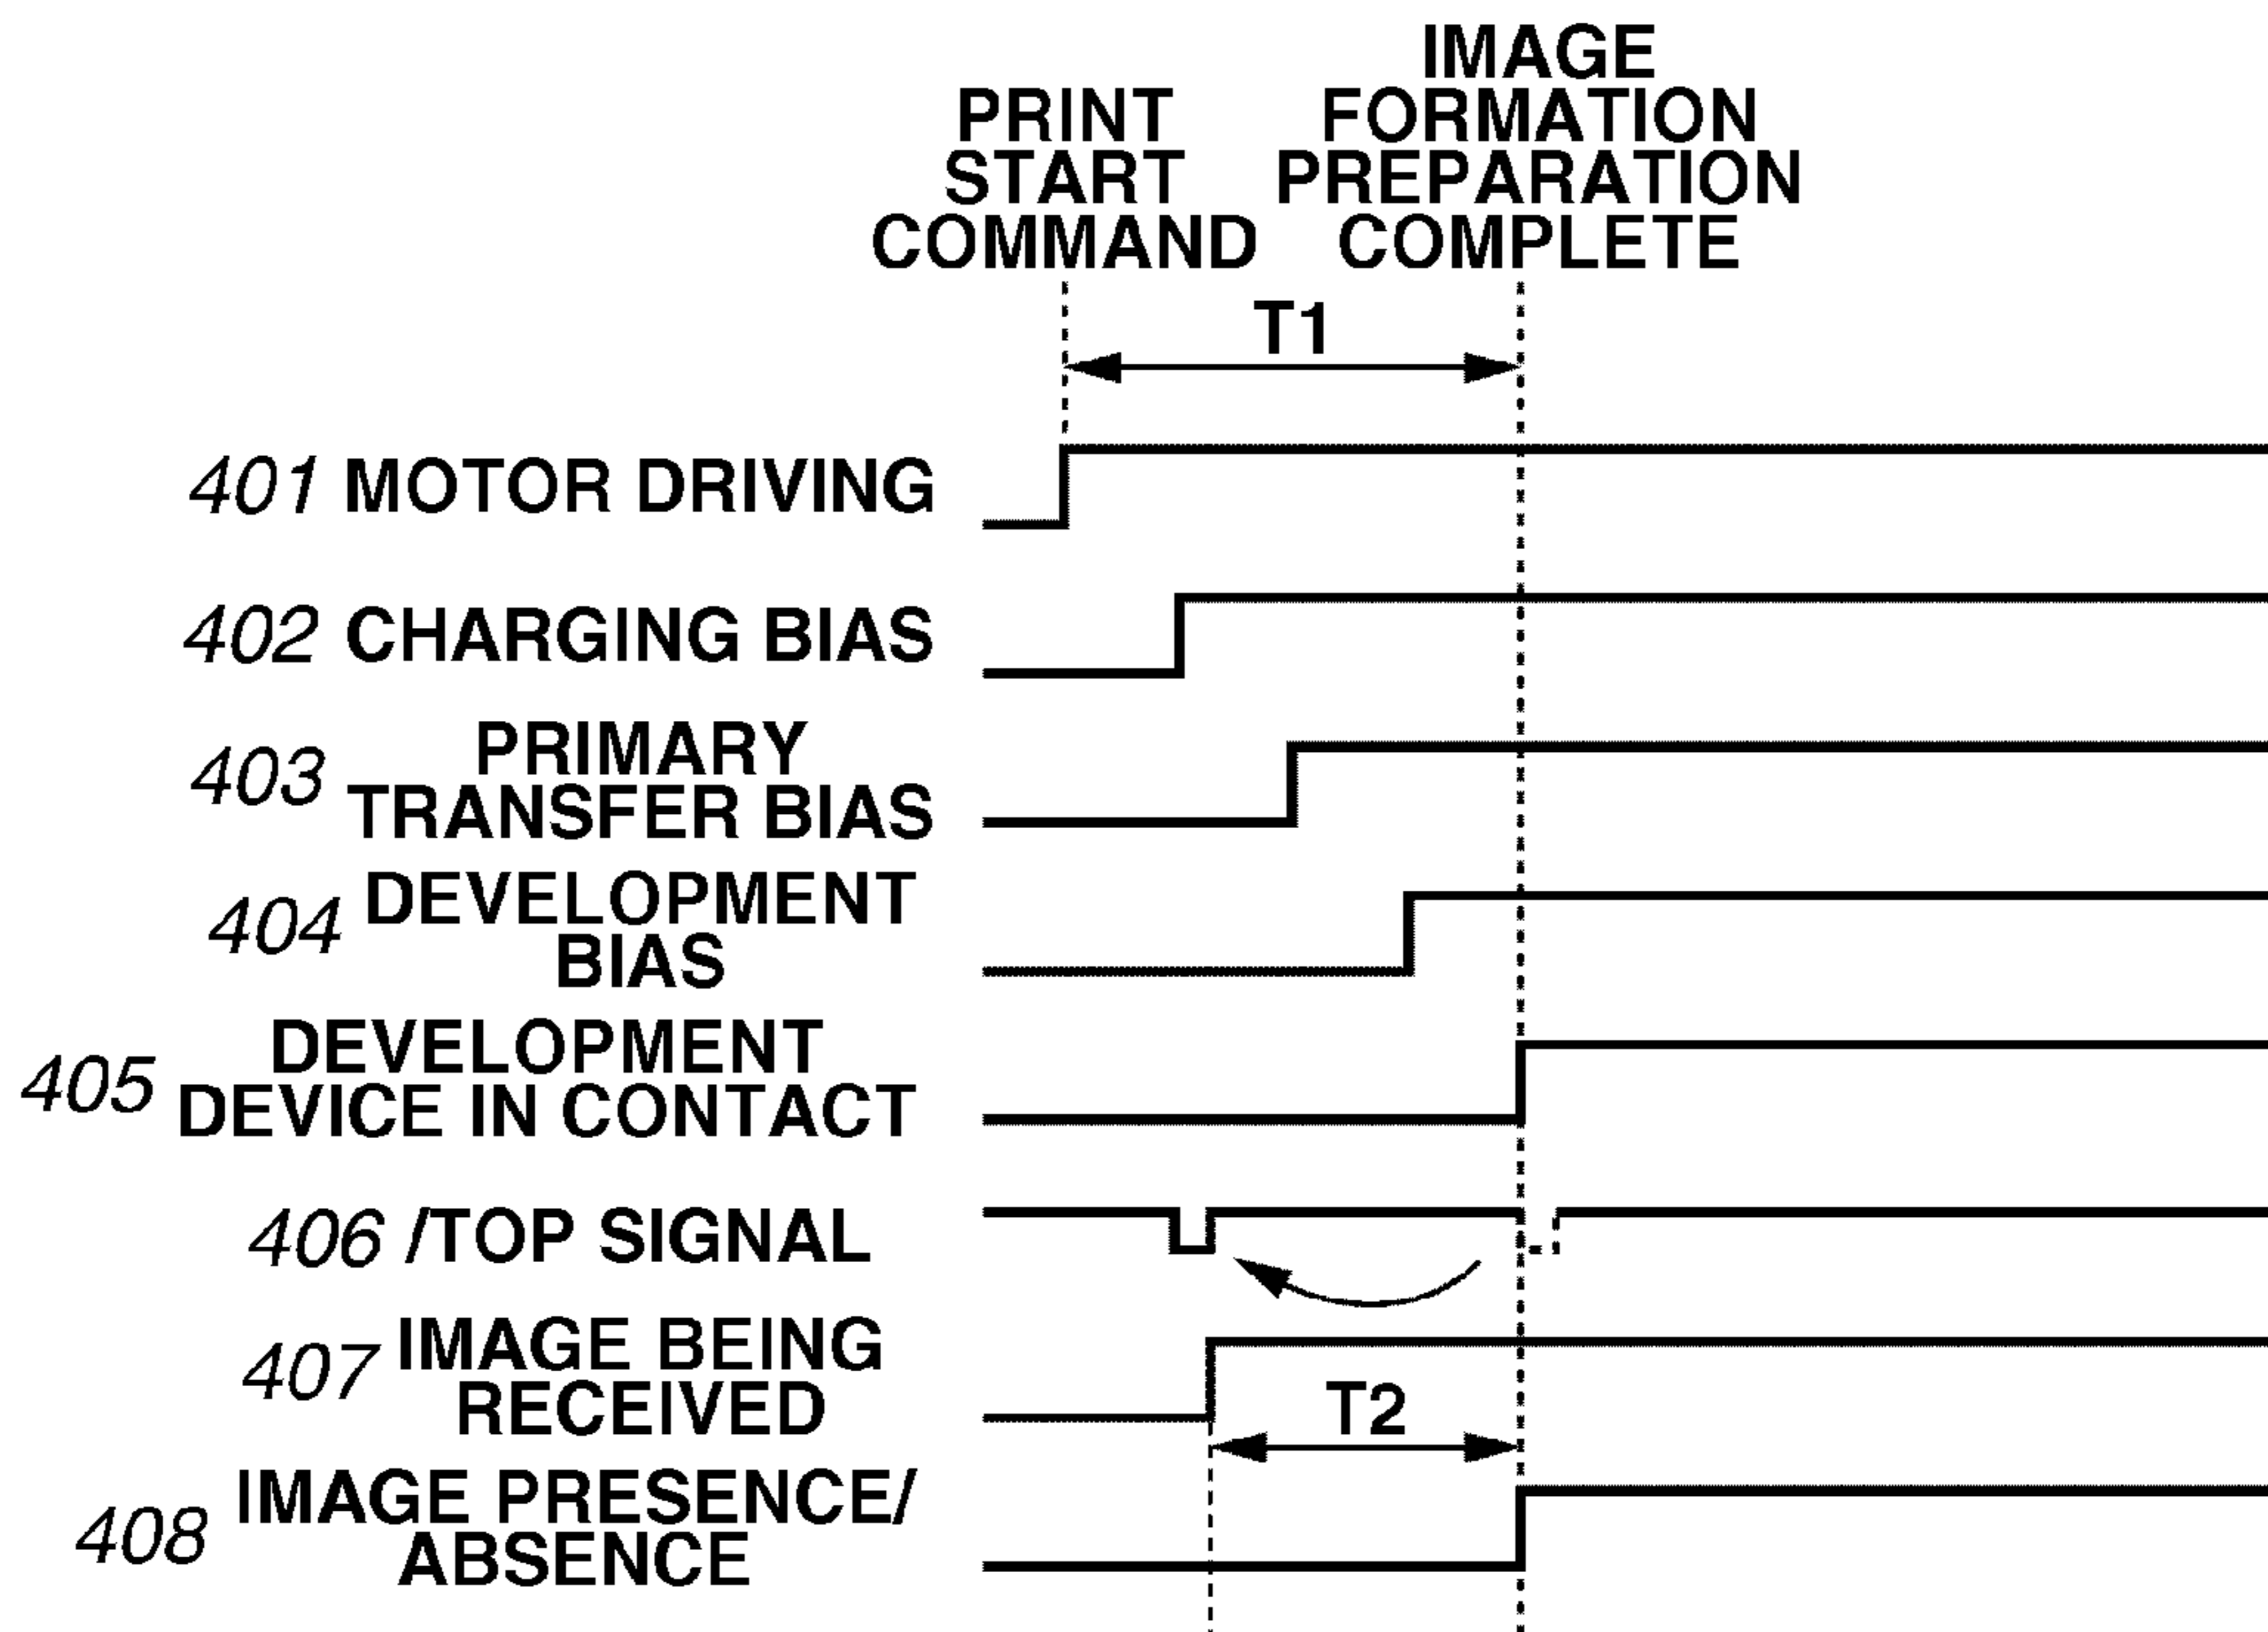 IMAGE
PRINT FORMATION
START PREPARATION
COMMAND COMPLETE
T1
401 MOTOR DRIVING
402 CHARGING BIAS
403 PRIMARY
TRANSFER BIAS
404 DEVELOPMENT
BIAS
405 DEVELOPMENT
DEVICE IN CONTACT
406 /TOP SIGNAL
407 IMAGE BEING
RECEIVED
T2
408 IMAGE PRESENCE/
ABSENCE